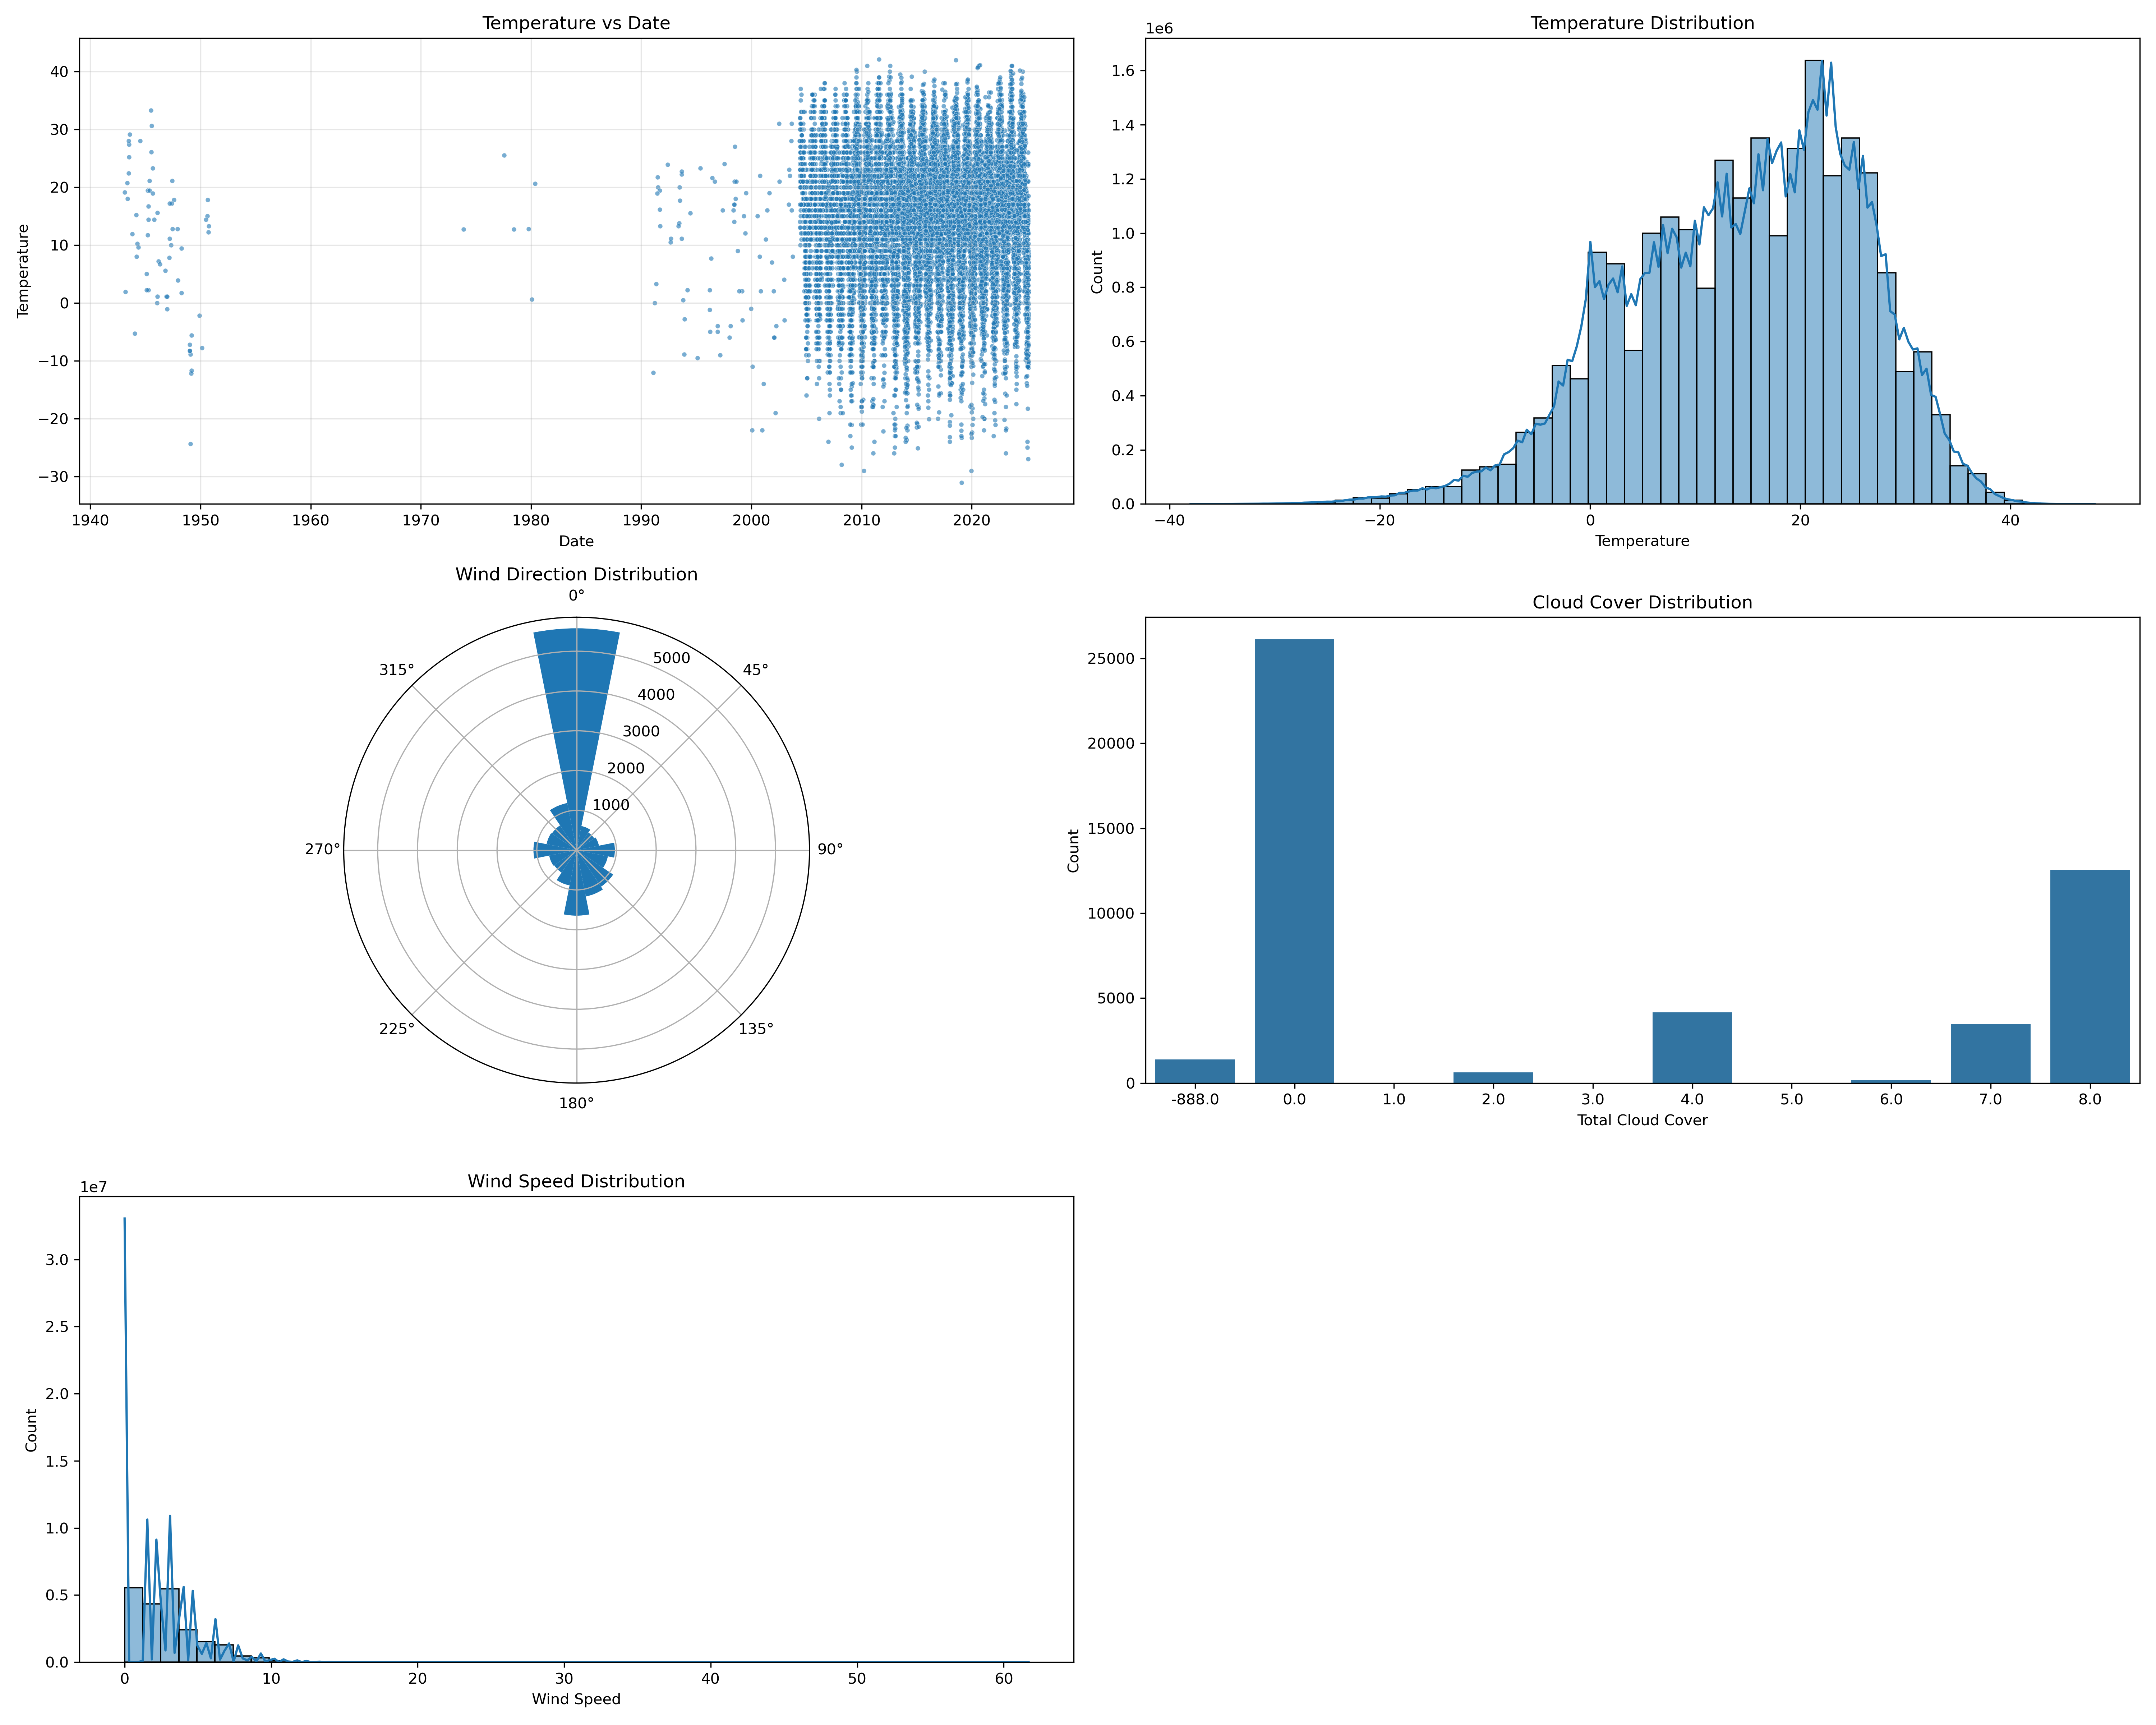 Temperature vs Date
40
30
20
10
0
−10
−20
−30
Temperature
1940 1950 1960 1970 1980 1990 2000 2010 2020
Date
Temperature Distribution
1e6
1.6
1.4
1.2
1.0
0.8
0.6
0.4
0.2
0.0
Count
−40 −20 0 20 40
Temperature
Wind Direction Distribution
0°
315° 45°
5000
4000
3000
2000
1000
270° 90°
225° 135°
180°
Cloud Cover Distribution
25000
20000
15000
10000
5000
0
Count
-888.0 0.0 1.0 2.0 3.0 4.0 5.0 6.0 7.0 8.0
Total Cloud Cover
Wind Speed Distribution
1e7
3.0
2.5
2.0
1.5
1.0
0.5
0.0
Count
0 10 20 30 40 50 60
Wind Speed